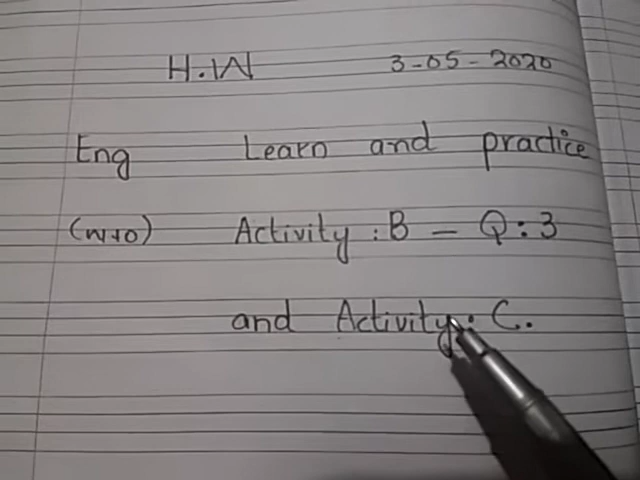 H.W 3-05-2020
Eng Learn and practice
(W+O) Activity : B - Q : 3
and Activity : C.